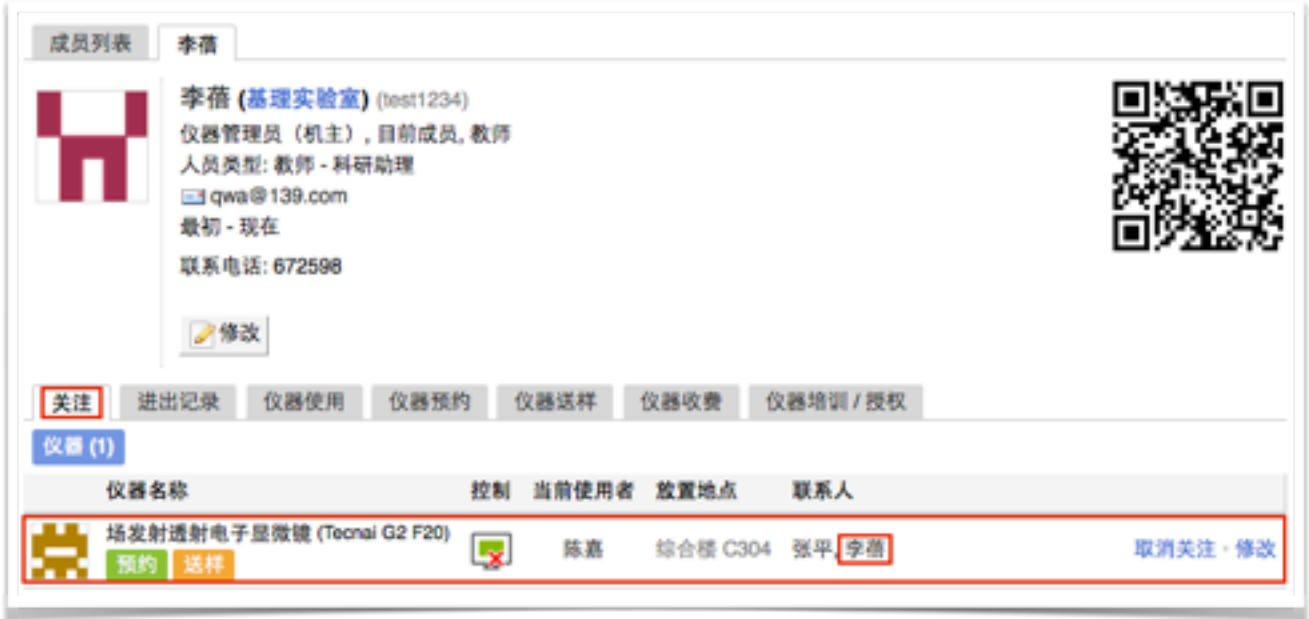 成员列表 李蓓
李蓓 (基理实验室) (test1234)
仪器管理员（机主）, 目前成员, 教师
人员类型: 教师 - 科研助理
qwa@139.com
最初 - 现在
联系电话: 672598
修改
关注 进出记录 仪器使用 仪器预约 仪器送样 仪器收费 仪器培训 / 授权
仪器 (1)
仪器名称 控制 当前使用者 放置地点 联系人
场发射透射电子显微镜 (Tecnai G2 F20) 陈嘉 综合楼 C304 张平, 李蓓 取消关注 · 修改
预约 送样